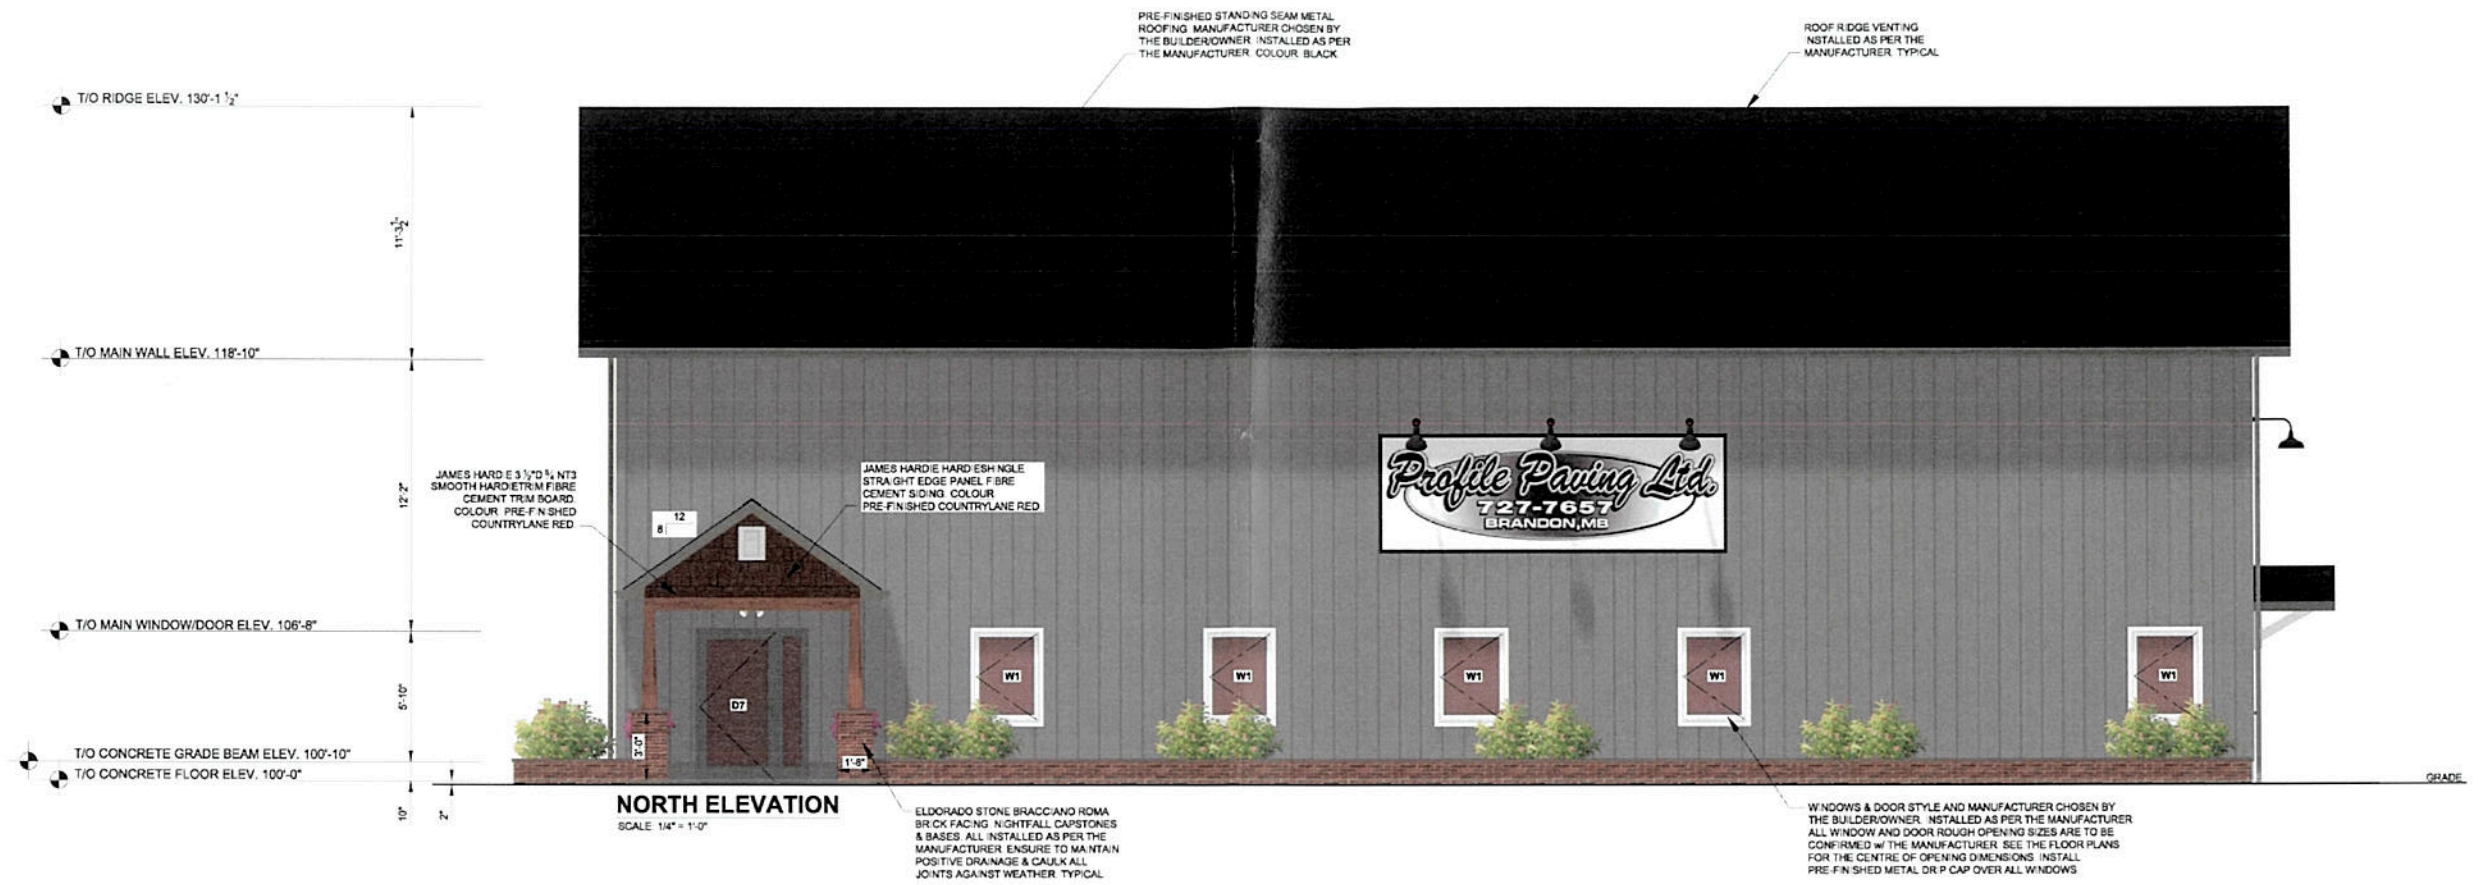 PRE-FINISHED STANDING SEAM METAL
ROOFING MANUFACTURER CHOSEN BY
THE BUILDER/OWNER INSTALLED AS PER
THE MANUFACTURER COLOUR BLACK
ROOF RIDGE VENTING
INSTALLED AS PER THE
MANUFACTURER TYPICAL
T/O RIDGE ELEV. 130'-1 ½"
11'-3½"
T/O MAIN WALL ELEV. 118'-10"
12'2"
JAMES HARDIE 3 ½"D ¾ NT3
SMOOTH HARDIETRIM FIBRE
CEMENT TRIM BOARD
COLOUR PRE-FINISHED
COUNTRYLANE RED
JAMES HARDIE HARDIESHINGLE
STRAIGHT EDGE PANEL FIBRE
CEMENT SIDING COLOUR
PRE-FINISHED COUNTRYLANE RED
12
8
Profile Paving Ltd.
727-7657
BRANDON,MB
T/O MAIN WINDOW/DOOR ELEV. 106'-8"
5'-10"
D7
W1
W1
W1
W1
W1
3'-0"
1'-6"
T/O CONCRETE GRADE BEAM ELEV. 100'-10"
T/O CONCRETE FLOOR ELEV. 100'-0"
10"
2"
GRADE
NORTH ELEVATION
SCALE 1/4" = 1'-0"
ELDORADO STONE BRACCIANO ROMA
BRICK FACING NIGHTFALL CAPSTONES
& BASES. ALL INSTALLED AS PER THE
MANUFACTURER ENSURE TO MAINTAIN
POSITIVE DRAINAGE & CAULK ALL
JOINTS AGAINST WEATHER TYPICAL
WINDOWS & DOOR STYLE AND MANUFACTURER CHOSEN BY
THE BUILDER/OWNER INSTALLED AS PER THE MANUFACTURER
ALL WINDOW AND DOOR ROUGH OPENING SIZES ARE TO BE
CONFIRMED w/ THE MANUFACTURER SEE THE FLOOR PLANS
FOR THE CENTRE OF OPENING DIMENSIONS INSTALL
PRE-FINISHED METAL DRIP CAP OVER ALL WINDOWS